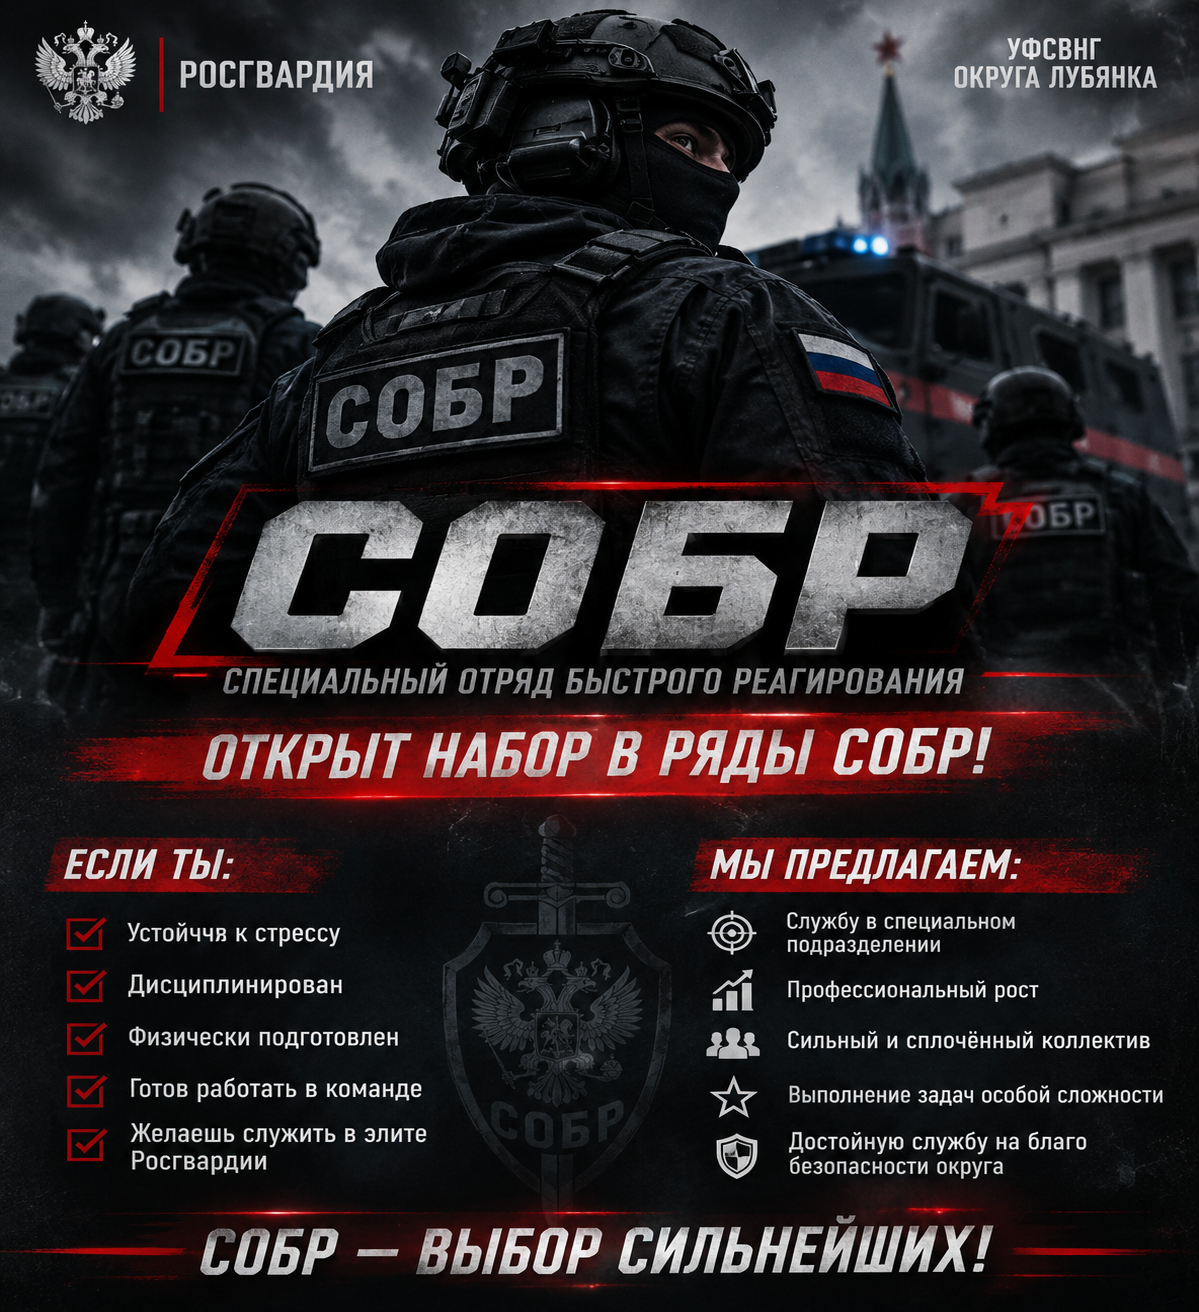 РОСГВАРДИЯ
УФСВНГ
ОКРУГА ЛУБЯНКА
СОБР
СОБР
СОБР
СОБР
СОБР
СПЕЦИАЛЬНЫЙ ОТРЯД БЫСТРОГО РЕАГИРОВАНИЯ
ОТКРЫТ НАБОР В РЯДЫ СОБР!
ЕСЛИ ТЫ:
Устойччв к стрессу
Дисциплинирован
Физически подготовлен
Готов работать в команде
Желаешь служить в элите
Росгвардии
СОБР
МЫ ПРЕДЛАГАЕМ:
Службу в специальном
подразделении
Профессиональный рост
Сильный и сплочённый коллектив
Выполнение задач особой сложности
Достойную службу на благо
безопасности округа
СОБР — ВЫБОР СИЛЬНЕЙШИХ!